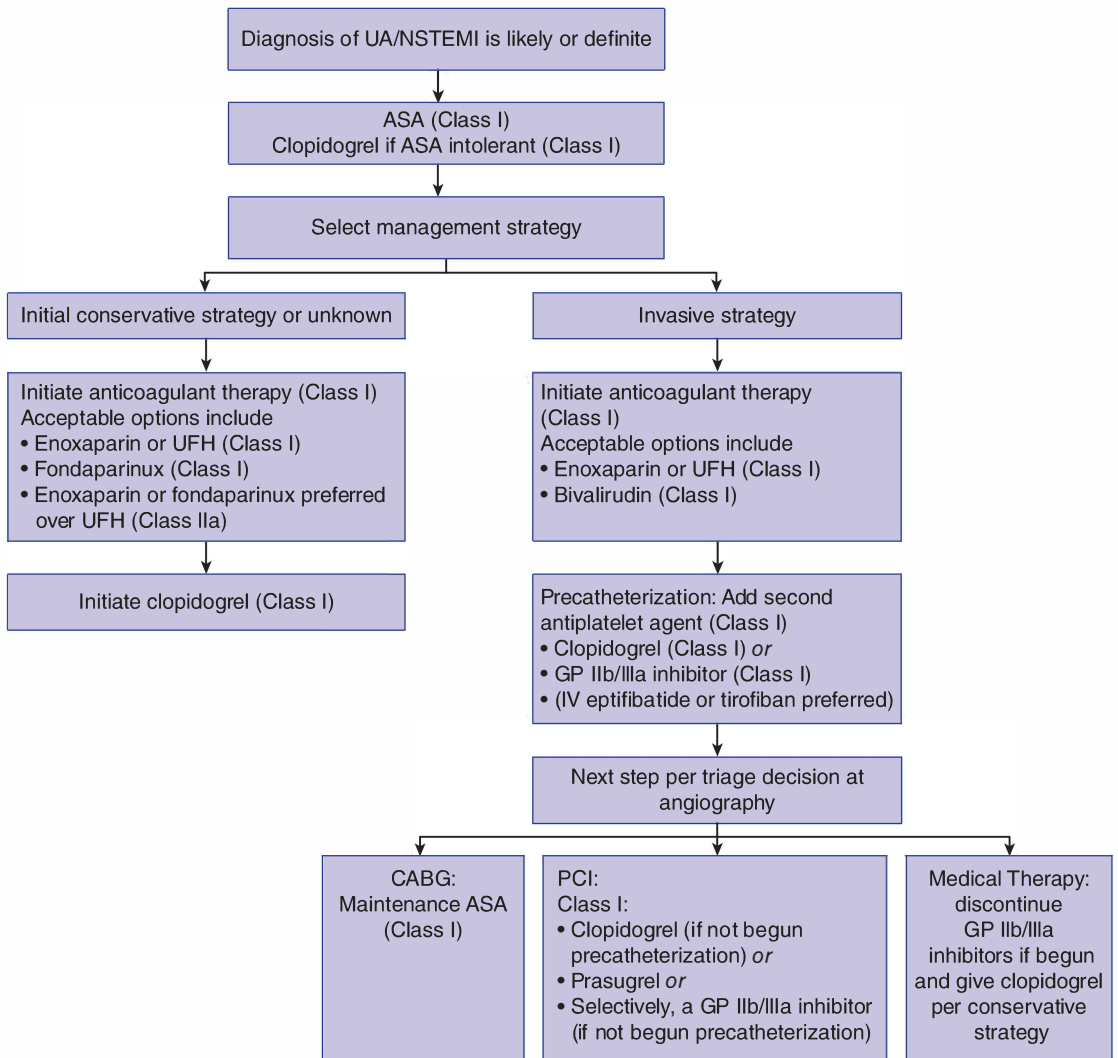 Diagnosis of UA/NSTEMI is likely or definite
ASA (Class I)
Clopidogrel if ASA intolerant (Class I)
Select management strategy
Initial conservative strategy or unknown
Invasive strategy
Initiate anticoagulant therapy (Class I)
Acceptable options include
• Enoxaparin or UFH (Class I)
• Fondaparinux (Class I)
• Enoxaparin or fondaparinux preferred
over UFH (Class IIa)
Initiate anticoagulant therapy
(Class I)
Acceptable options include
• Enoxaparin or UFH (Class I)
• Bivalirudin (Class I)
Initiate clopidogrel (Class I)
Precatheterization: Add second
antiplatelet agent (Class I)
• Clopidogrel (Class I) or
• GP IIb/IIIa inhibitor (Class I)
• (IV eptifibatide or tirofiban preferred)
Next step per triage decision at
angiography
CABG:
Maintenance ASA
(Class I)
PCI:
Class I:
• Clopidogrel (if not begun
precatheterization) or
• Prasugrel or
• Selectively, a GP IIb/IIIa inhibitor
(if not begun precatheterization)
Medical Therapy:
discontinue
GP IIb/IIIa
inhibitors if begun
and give clopidogrel
per conservative
strategy